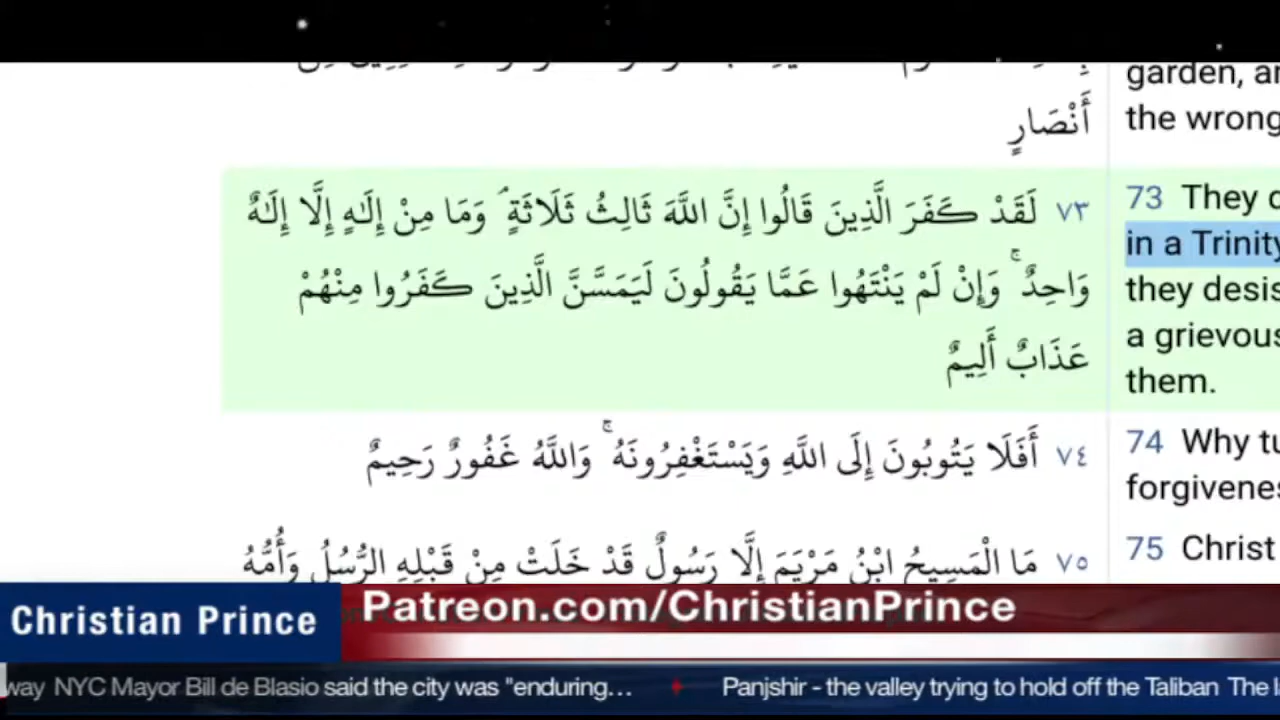 garden, an
أَنْصَارٍ
the wrong
٧٣ لَقَدْ كَفَرَ الَّذِينَ قَالُوا إِنَّ اللَّهَ ثَالِثُ ثَلَاثَةٍ ۘ وَمَا مِنْ إِلَٰهٍ إِلَّا إِلَٰهٌ
وَاحِدٌ ۚ وَإِنْ لَمْ يَنْتَهُوا عَمَّا يَقُولُونَ لَيَمَسَّنَّ الَّذِينَ كَفَرُوا مِنْهُمْ
عَذَابٌ أَلِيمٌ
73 They d
in a Trinity
they desis
a grievous
them.
٧٤ أَفَلَا يَتُوبُونَ إِلَى اللَّهِ وَيَسْتَغْفِرُونَهُ ۚ وَاللَّهُ غَفُورٌ رَحِيمٌ
74 Why tu
forgivenes
٧٥ مَا الْمَسِيحُ ابْنُ مَرْيَمَ إِلَّا رَسُولٌ قَدْ خَلَتْ مِنْ قَبْلِهِ الرُّسُلُ وَأُمُّهُ
75 Christ
Christian Prince
Patreon.com/ChristianPrince
way NYC Mayor Bill de Blasio said the city was "enduring... Panjshir - the valley trying to hold off the Taliban The